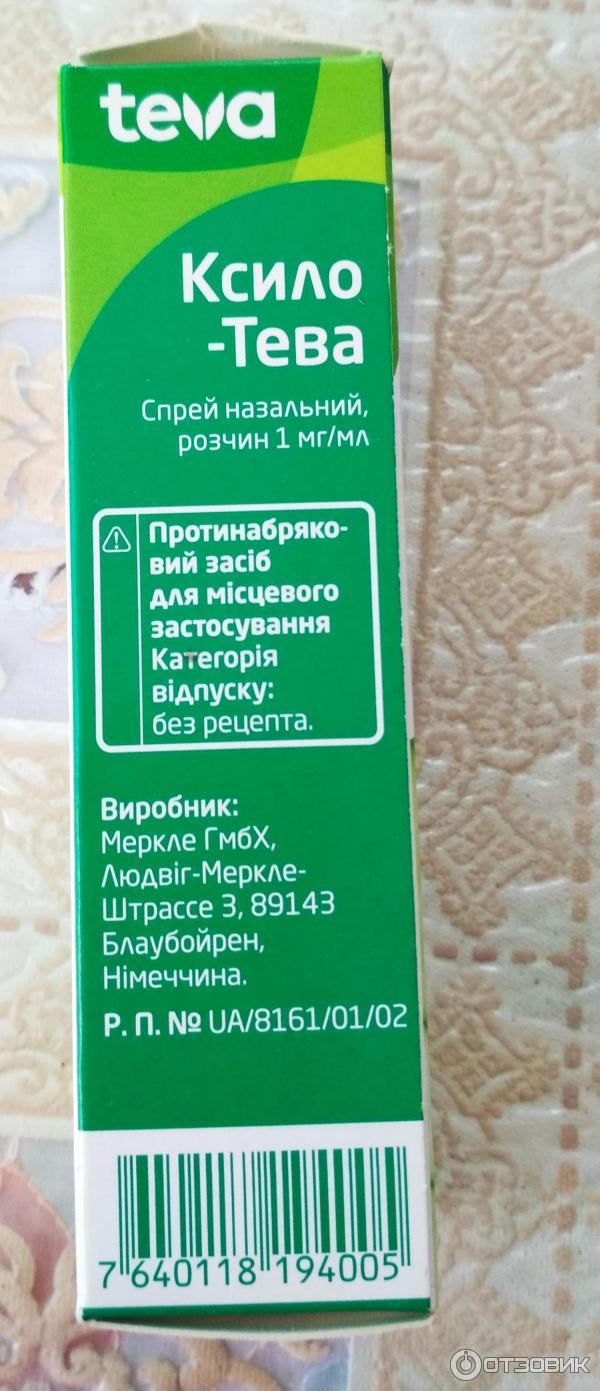 teva
Ксило
-Тева
Спрей назальний,
розчин 1 мг/мл
Протинабряко-
вий засіб
для місцевого
застосування
Категорія
відпуску:
без рецепта.
Виробник:
Меркле ГмбХ,
Людвіг-Меркле-
Штрассе 3, 89143
Блаубойрен,
Німеччина.
Р. П. № UA/8161/01/02
7 640118 194005
ОТЗОВИК